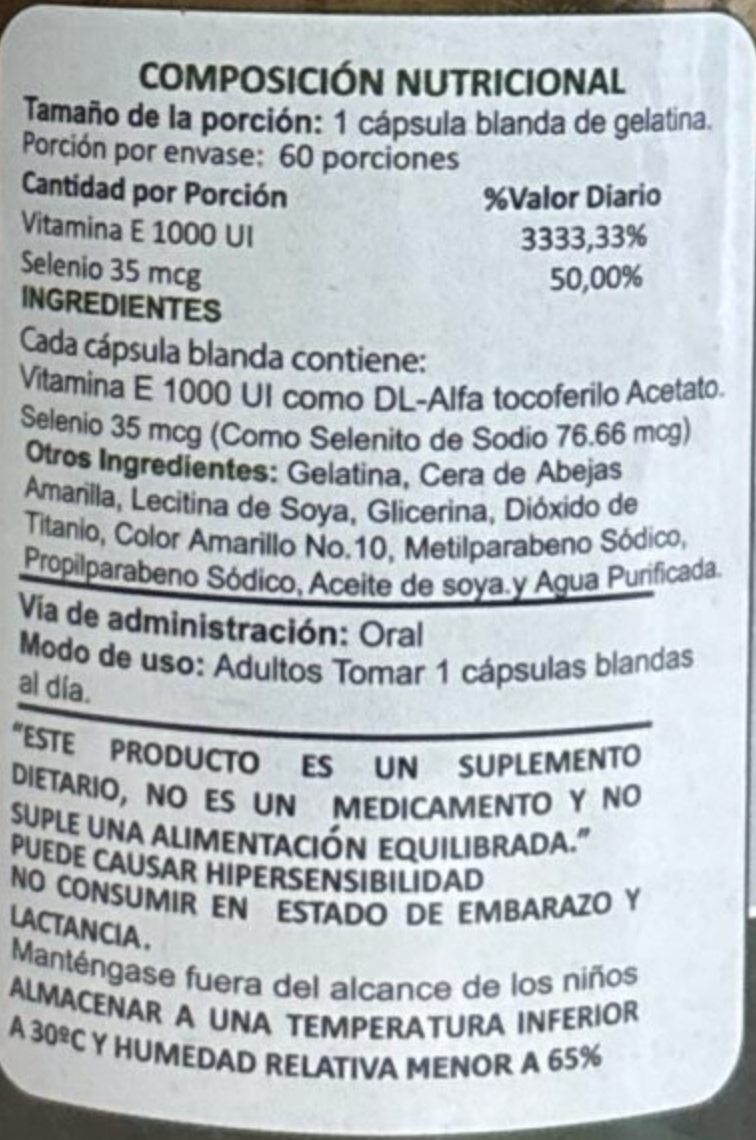 COMPOSICIÓN NUTRICIONAL
Tamaño de la porción: 1 cápsula blanda de gelatina.
Porción por envase: 60 porciones
Cantidad por Porción %Valor Diario
Vitamina E 1000 UI 3333,33%
Selenio 35 mcg 50,00%
INGREDIENTES
Cada cápsula blanda contiene:
Vitamina E 1000 UI como DL-Alfa tocoferilo Acetato.
Selenio 35 mcg (Como Selenito de Sodio 76.66 mcg)
Otros Ingredientes: Gelatina, Cera de Abejas
Amarilla, Lecitina de Soya, Glicerina, Dióxido de
Titanio, Color Amarillo No.10, Metilparabeno Sódico,
Propilparabeno Sódico, Aceite de soya.y Agua Purificada.
Vía de administración: Oral
Modo de uso: Adultos Tomar 1 cápsulas blandas
al día.
"ESTE PRODUCTO ES UN SUPLEMENTO
DIETARIO, NO ES UN MEDICAMENTO Y NO
SUPLE UNA ALIMENTACIÓN EQUILIBRADA."
PUEDE CAUSAR HIPERSENSIBILIDAD
NO CONSUMIR EN ESTADO DE EMBARAZO Y
LACTANCIA.
Manténgase fuera del alcance de los niños
ALMACENAR A UNA TEMPERATURA INFERIOR
A 30ºC Y HUMEDAD RELATIVA MENOR A 65%